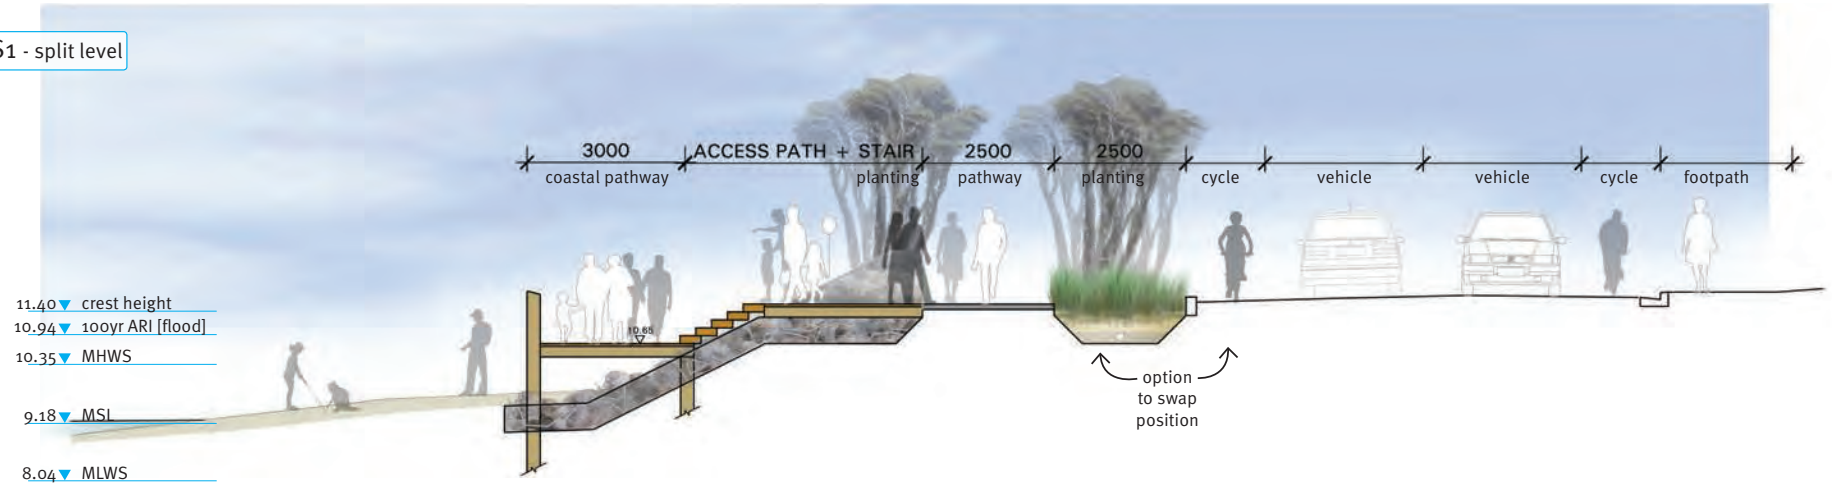 S1 - split level
3000 ACCESS PATH + STAIR 2500 2500
coastal pathway planting pathway planting cycle vehicle vehicle cycle footpath
11.40 crest height
10.94 100yr ARI [flood]
10.65
10.35 MHWS
9.18 MSL
8.04 MLWS
option
to swap
position